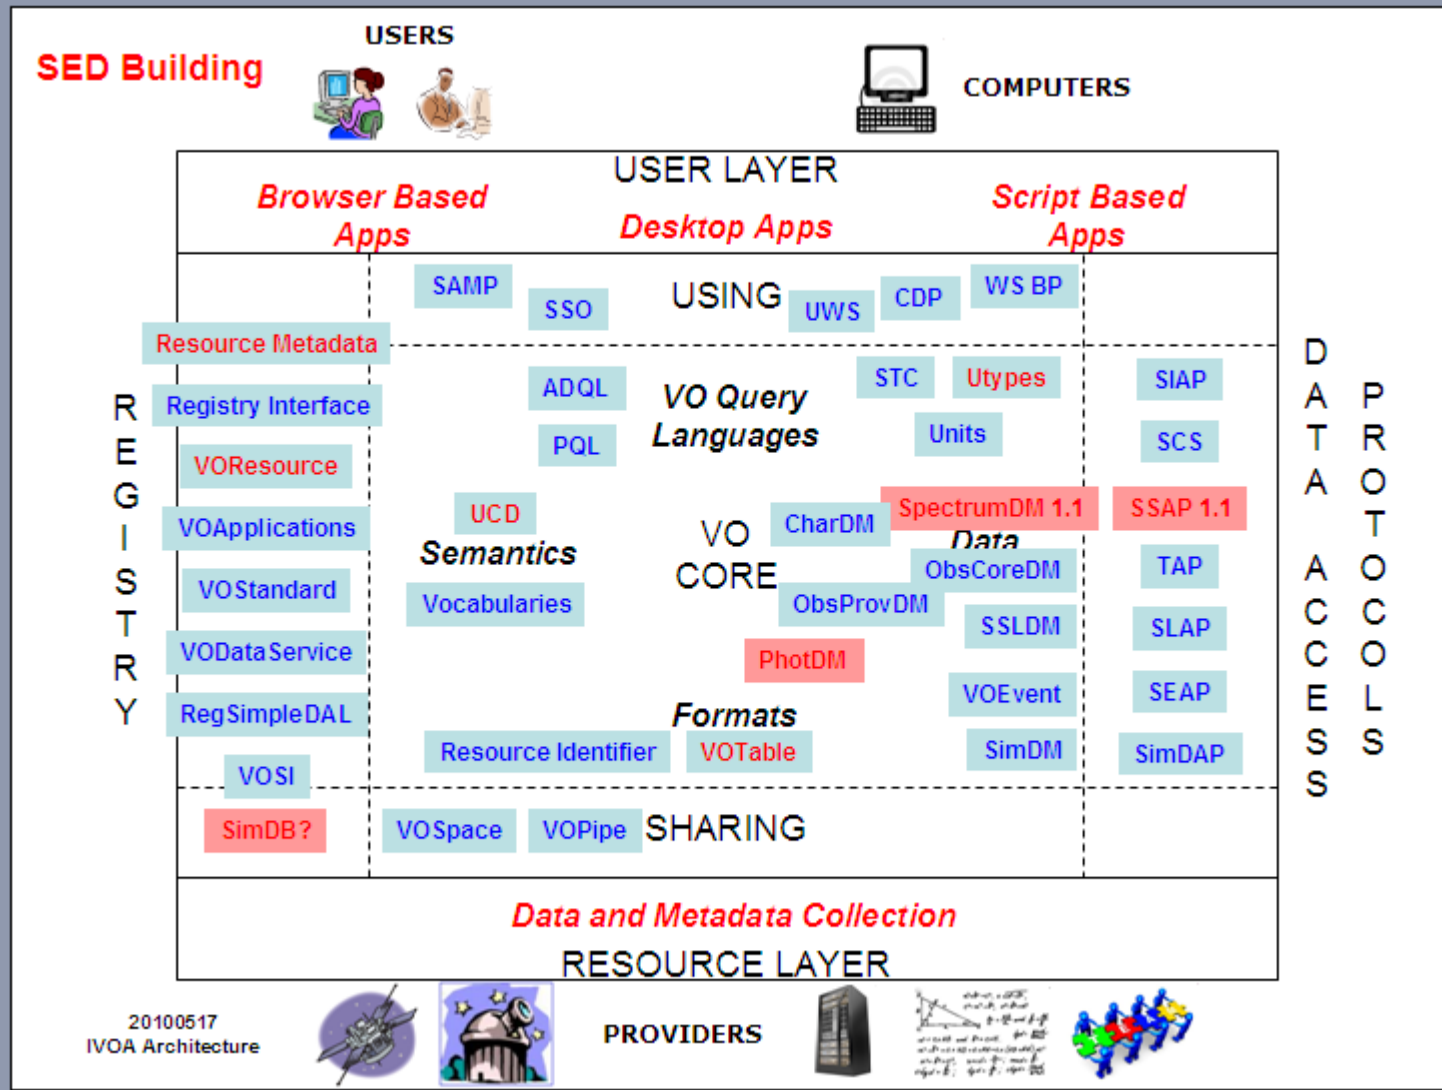 SED Building
USERS
COMPUTERS
USER LAYER
Browser Based
Apps
Desktop Apps
Script Based
Apps
SAMP
SSO
USING
UWS
CDP
WS BP
REGISTRY
Resource Metadata
Registry Interface
VOResource
VOApplications
VOStandard
VODataService
RegSimpleDAL
VOSI
SimDB?
ADQL
PQL
VO Query
Languages
STC
Utypes
Units
UCD
Semantics
Vocabularies
VO
CORE
CharDM
SpectrumDM 1.1
Data
ObsCoreDM
ObsProvDM
SSLDM
PhotDM
VOEvent
SimDM
Formats
Resource Identifier
VOTable
SIAP
SCS
SSAP 1.1
TAP
SLAP
SEAP
SimDAP
DATA ACCESS
PROTOCOLS
VOSpace
VOPipe
SHARING
Data and Metadata Collection
RESOURCE LAYER
20100517
IVOA Architecture
PROVIDERS